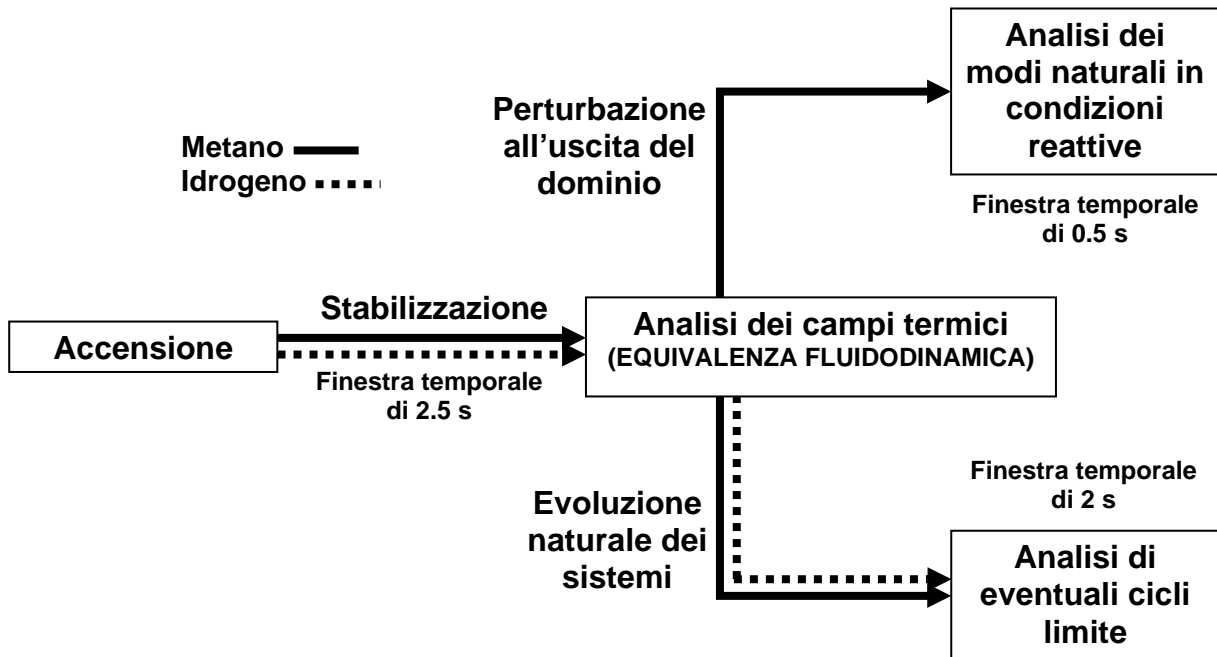 Analisi dei
modi naturali in
condizioni
reattive
Perturbazione
all'uscita del
dominio
Metano
Idrogeno
Finestra temporale
di 0.5 s
Stabilizzazione
Accensione
Analisi dei campi termici
(EQUIVALENZA FLUIDODINAMICA)
Finestra temporale
di 2.5 s
Finestra temporale
di 2 s
Evoluzione
naturale dei
sistemi
Analisi di
eventuali cicli
limite